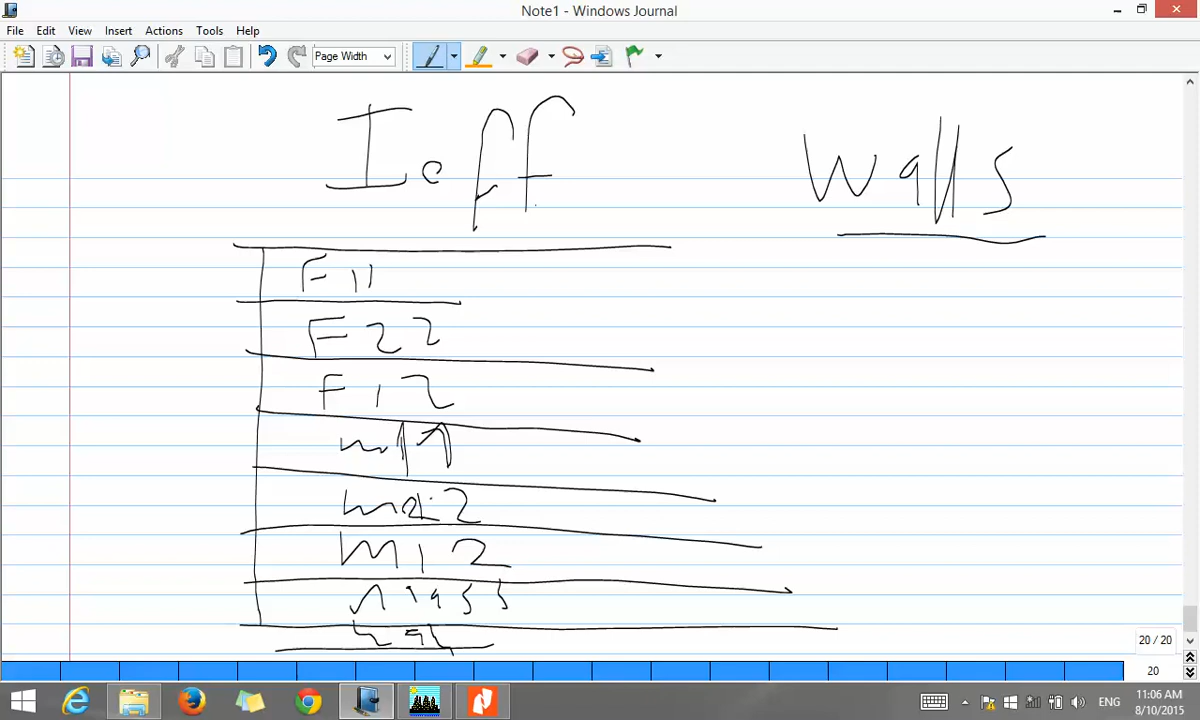 Note1 - Windows Journal
File Edit View Insert Actions Tools Help
Page Width
Ieff Walls
F11
F22
F12
m11
m22
M12
Mass
20 / 20
20
ENG
11:06 AM
8/10/2015